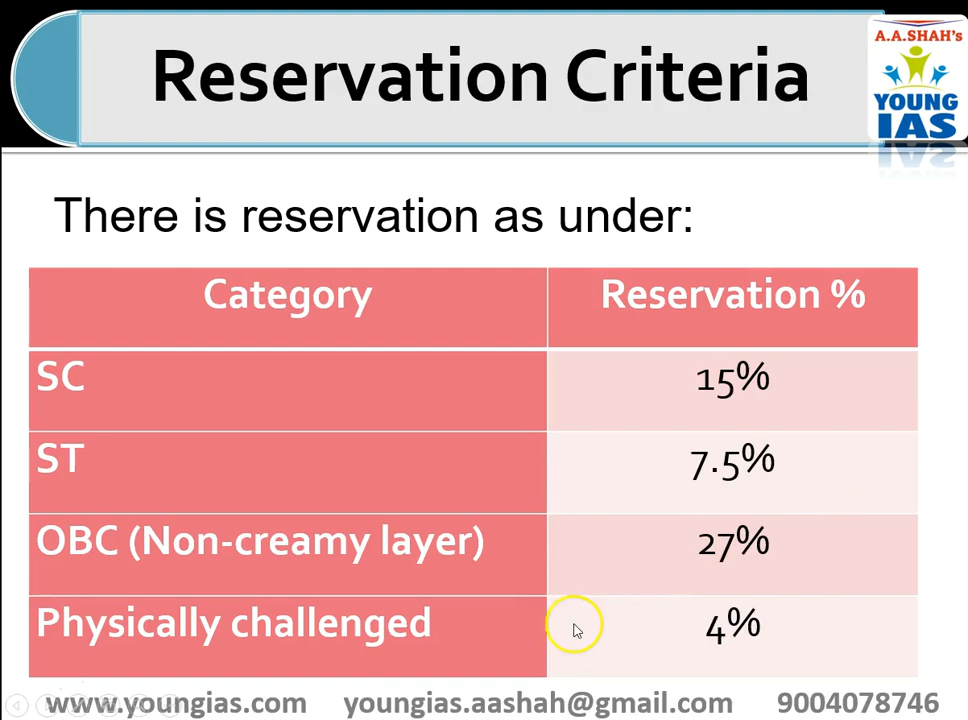 Reservation Criteria
A.A.SHAH's
YOUNG
IAS
There is reservation as under:
Category Reservation %
SC 15%
ST 7.5%
OBC (Non-creamy layer) 27%
Physically challenged 4%
www.youngias.com youngias.aashah@gmail.com 9004078746